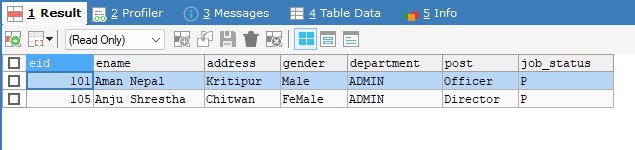 1 Result 2 Profiler 3 Messages 4 Table Data 5 Info
(Read Only)
eid ename address gender department post job_status
101 Aman Nepal Kritipur Male ADMIN Officer P
105 Anju Shrestha Chitwan FeMale ADMIN Director P